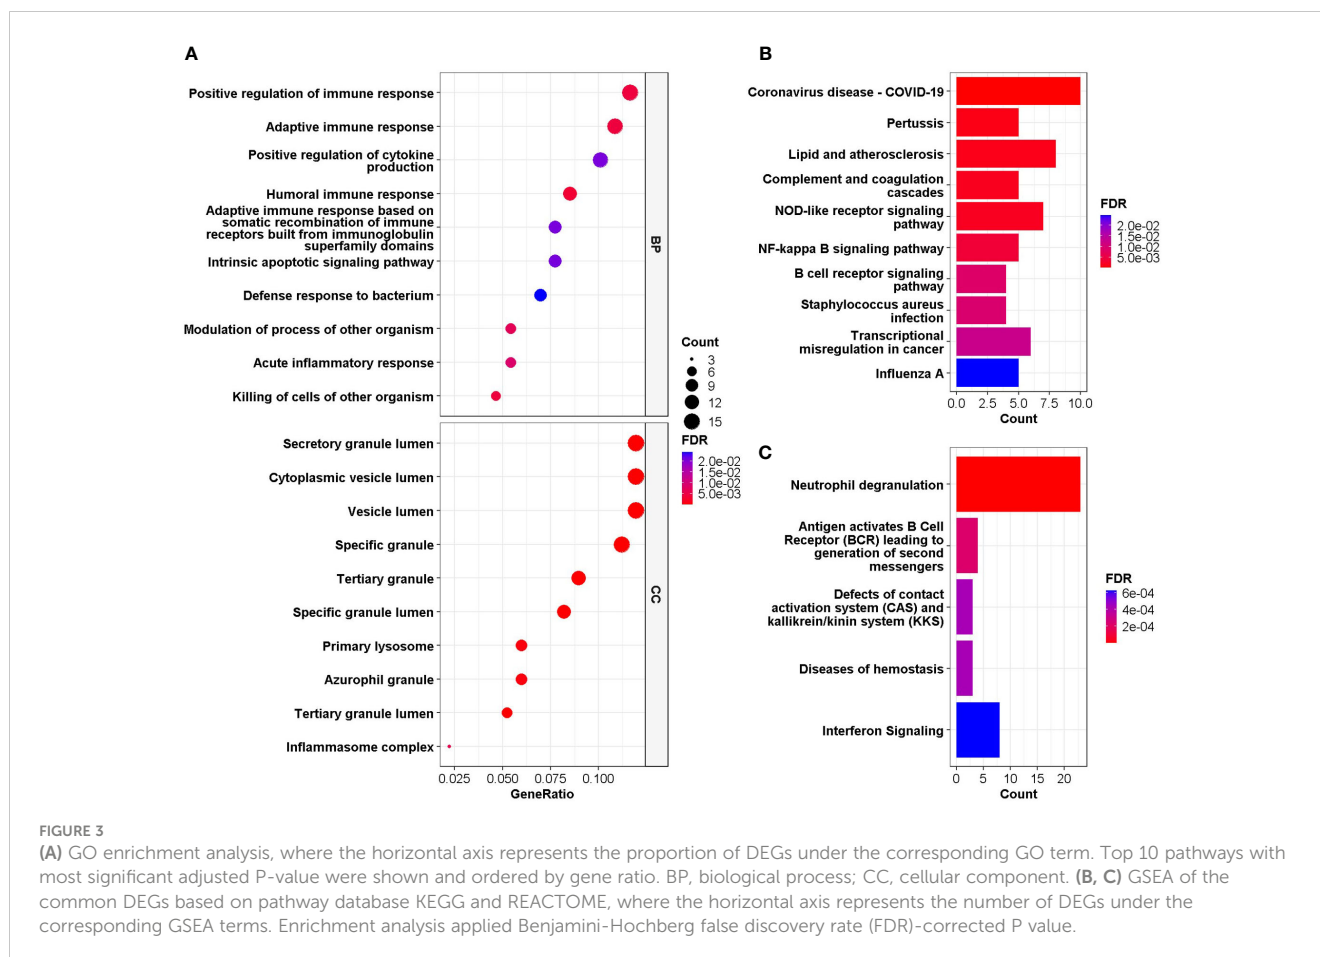 A
Positive regulation of immune response
Adaptive immune response
Positive regulation of cytokine
production
Humoral immune response
Adaptive immune response based on
somatic recombination of immune
receptors built from immunoglobulin
superfamily domains
Intrinsic apoptotic signaling pathway
Defense response to bacterium
Modulation of process of other organism
Acute inflammatory response
Killing of cells of other organism
BP
Secretory granule lumen
Cytoplasmic vesicle lumen
Vesicle lumen
Specific granule
Tertiary granule
Specific granule lumen
Primary lysosome
Azurophil granule
Tertiary granule lumen
Inflammasome complex
CC
0.025 0.050 0.075 0.100
GeneRatio
Count
3
6
9
12
15
FDR
2.0e-02
1.5e-02
1.0e-02
5.0e-03
B
Coronavirus disease - COVID-19
Pertussis
Lipid and atherosclerosis
Complement and coagulation
cascades
NOD-like receptor signaling
pathway
NF-kappa B signaling pathway
B cell receptor signaling
pathway
Staphylococcus aureus
infection
Transcriptional
misregulation in cancer
Influenza A
0.0 2.5 5.0 7.5 10.0
Count
FDR
2.0e-02
1.5e-02
1.0e-02
5.0e-03
C
Neutrophil degranulation
Antigen activates B Cell
Receptor (BCR) leading to
generation of second
messengers
Defects of contact
activation system (CAS) and
kallikrein/kinin system (KKS)
Diseases of hemostasis
Interferon Signaling
0 5 10 15 20
Count
FDR
6e-04
4e-04
2e-04
FIGURE 3
(A) GO enrichment analysis, where the horizontal axis represents the proportion of DEGs under the corresponding GO term. Top 10 pathways with
most significant adjusted P-value were shown and ordered by gene ratio. BP, biological process; CC, cellular component. (B, C) GSEA of the
common DEGs based on pathway database KEGG and REACTOME, where the horizontal axis represents the number of DEGs under the
corresponding GSEA terms. Enrichment analysis applied Benjamini-Hochberg false discovery rate (FDR)-corrected P value.